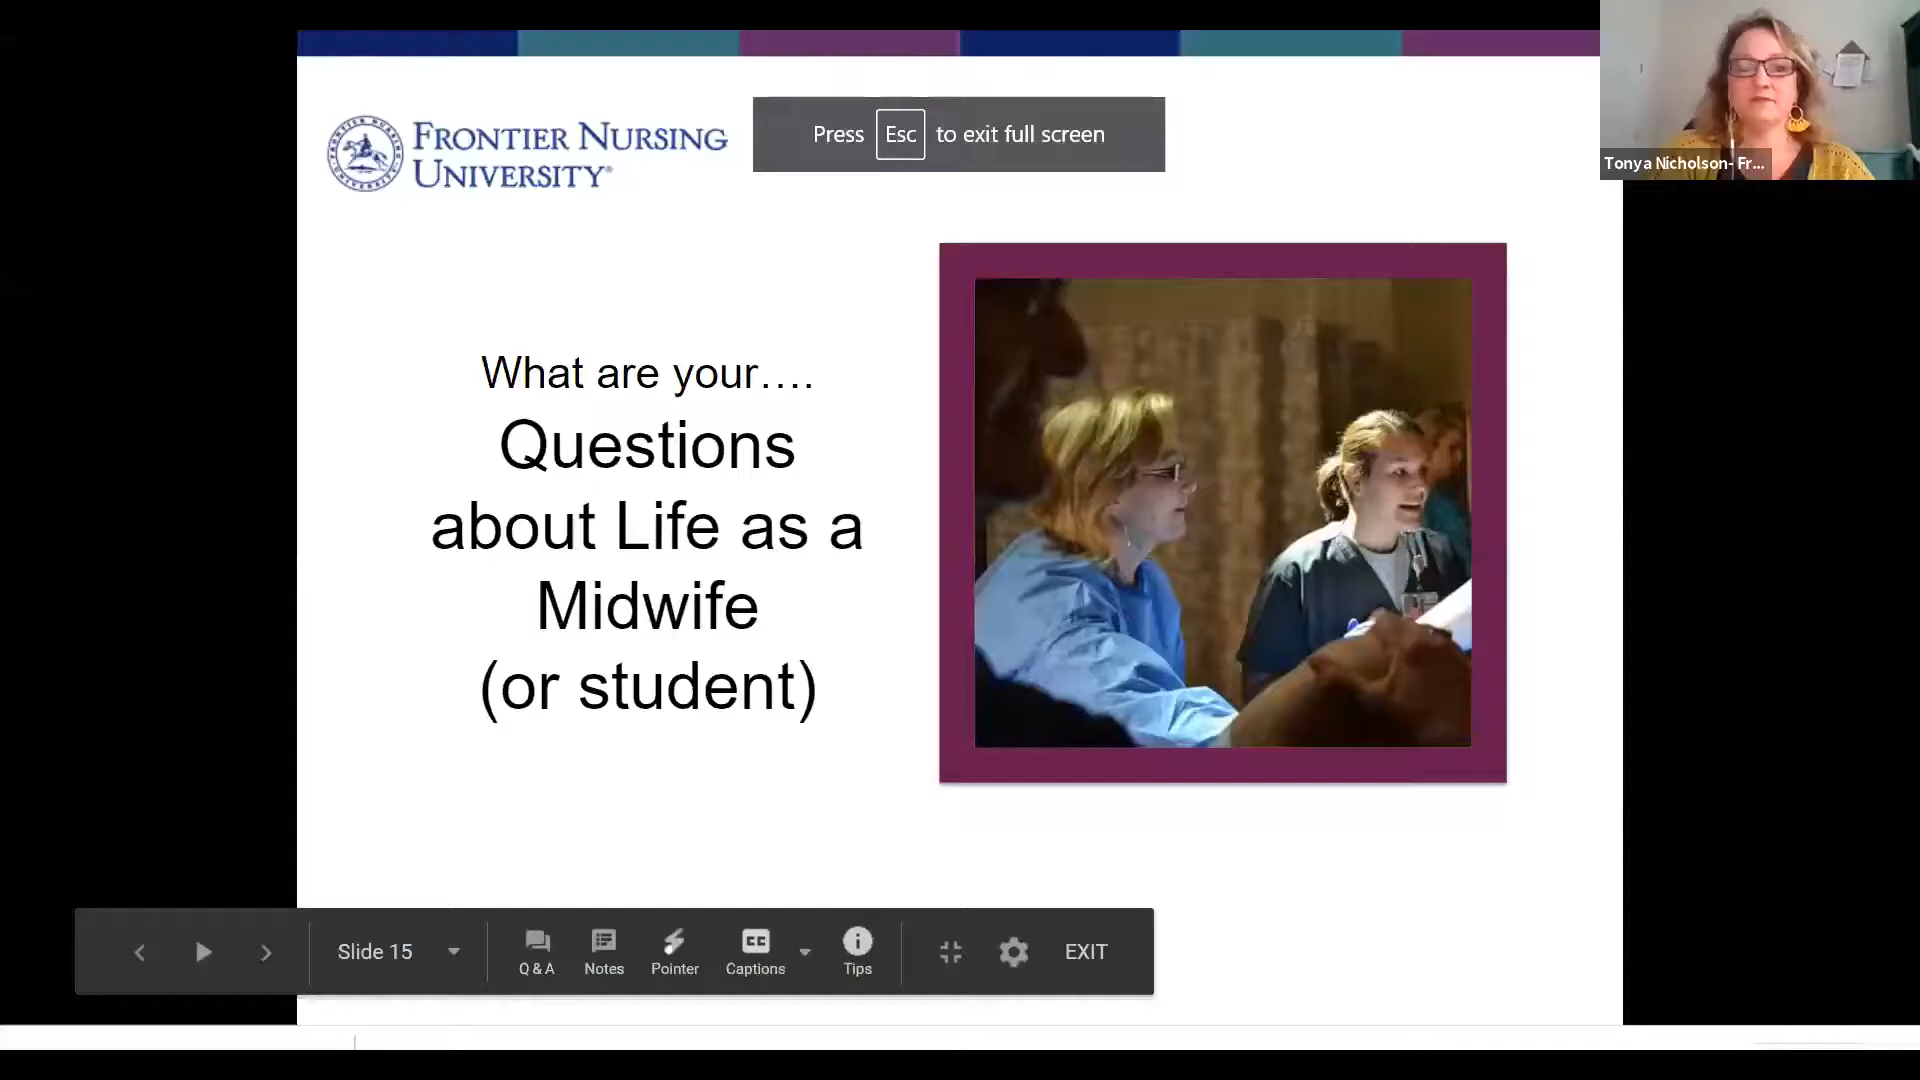 FRONTIER NURSING
UNIVERSITY®
Press Esc to exit full screen
Tonya Nicholson- Fr...
What are your….
Questions
about Life as a
Midwife
(or student)
Slide 15
Q & A
Notes
Pointer
CC
Captions
Tips
EXIT